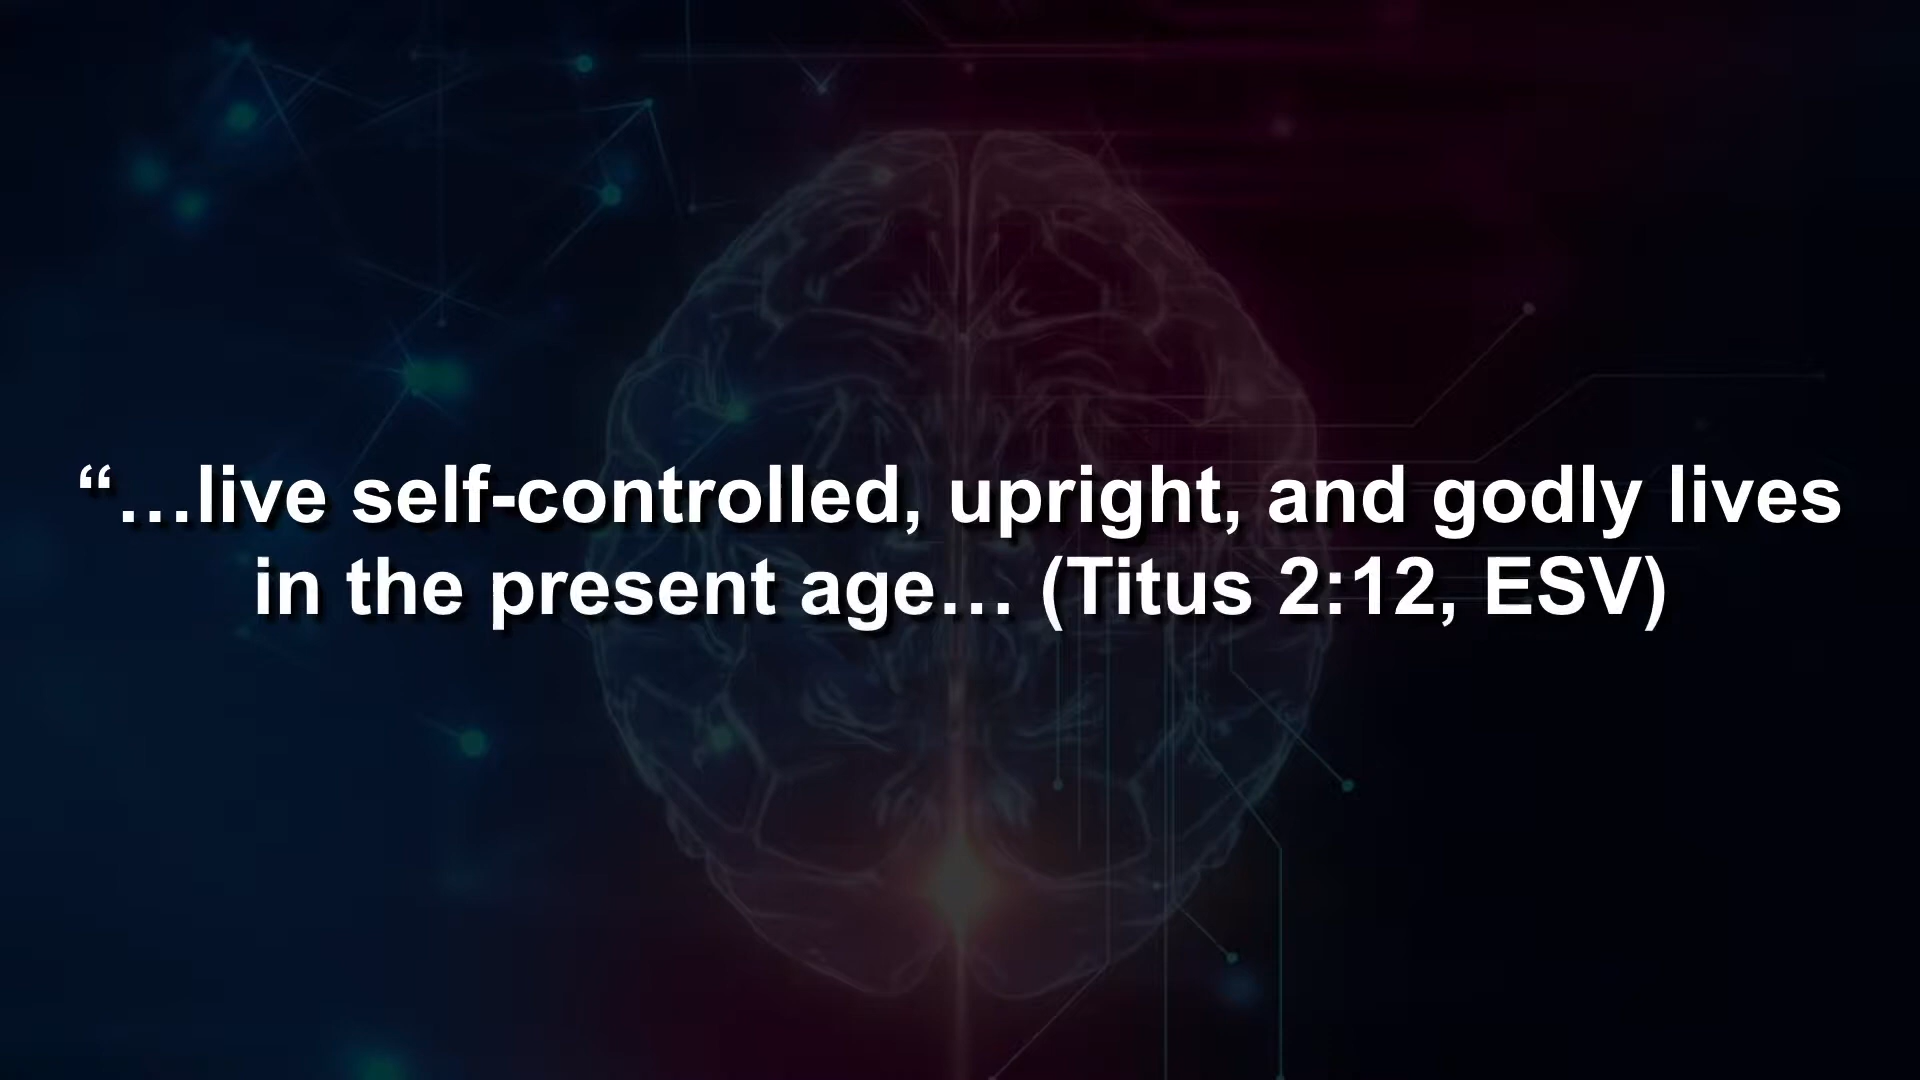 “…live self-controlled, upright, and godly lives
in the present age… (Titus 2:12, ESV)